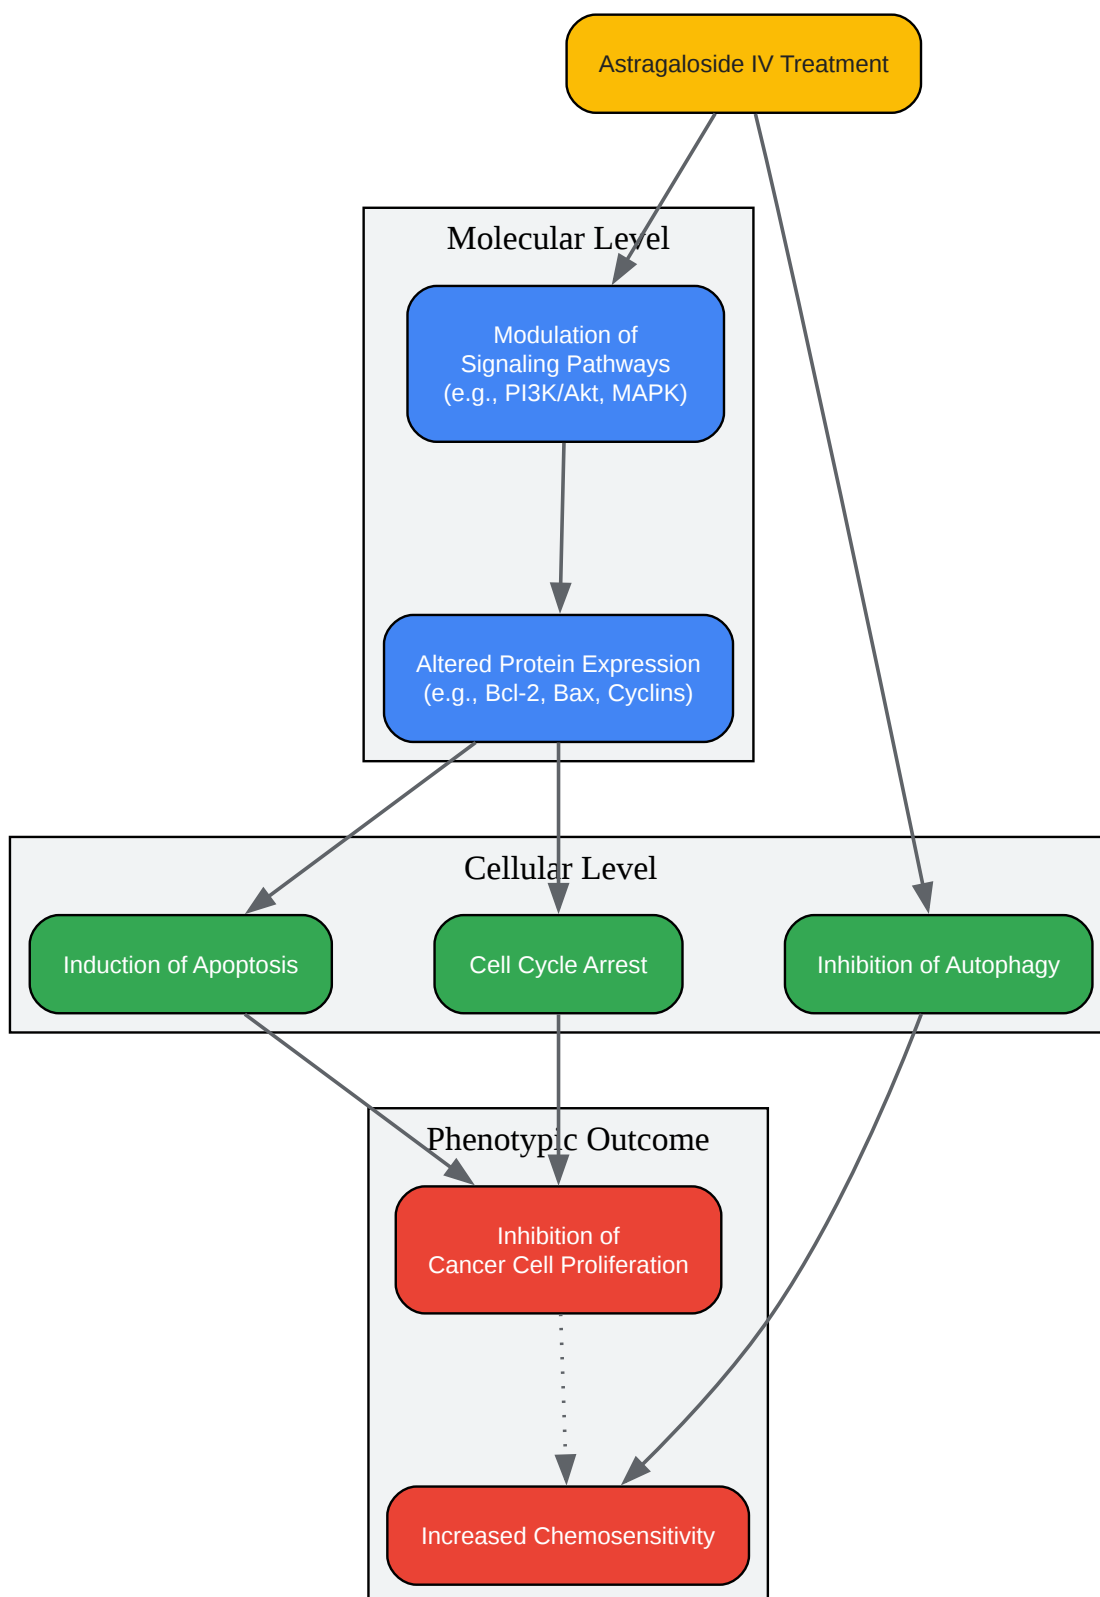 Astragaloside IV Treatment
Molecular Level
Modulation of
Signaling Pathways
(e.g., PI3K/Akt, MAPK)
Altered Protein Expression
(e.g., Bcl-2, Bax, Cyclins)
Cellular Level
Induction of Apoptosis
Cell Cycle Arrest
Inhibition of Autophagy
Phenotypic Outcome
Inhibition of
Cancer Cell Proliferation
Increased Chemosensitivity